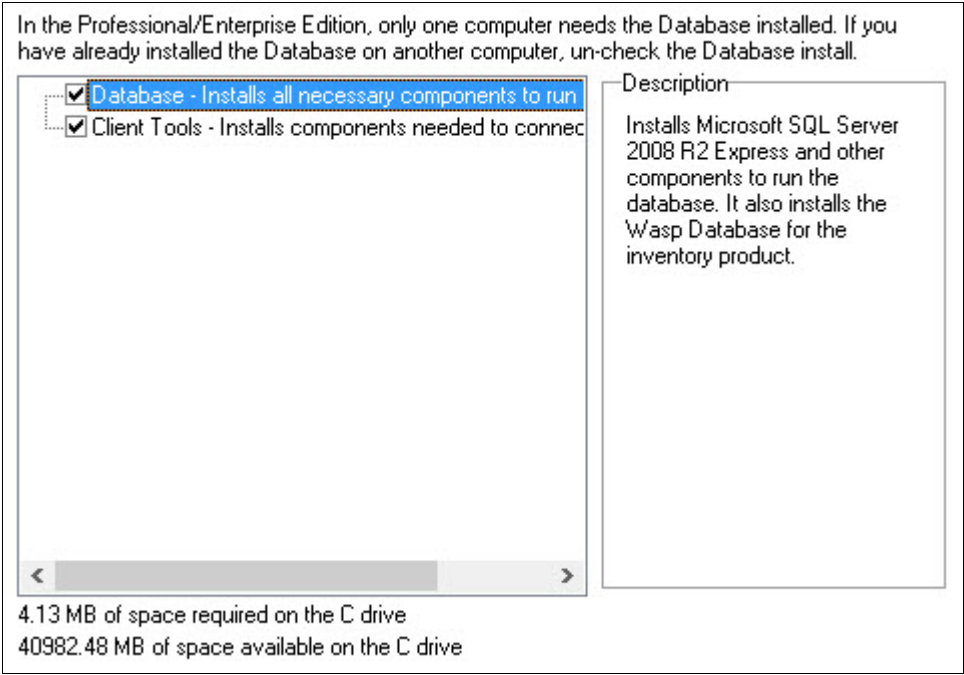 In the Professional/Enterprise Edition, only one computer needs the Database installed. If you
have already installed the Database on another computer, un-check the Database install.
Database - Installs all necessary components to run
Client Tools - Installs components needed to connec
Description
Installs Microsoft SQL Server
2008 R2 Express and other
components to run the
database. It also installs the
Wasp Database for the
inventory product.
4.13 MB of space required on the C drive
40982.48 MB of space available on the C drive